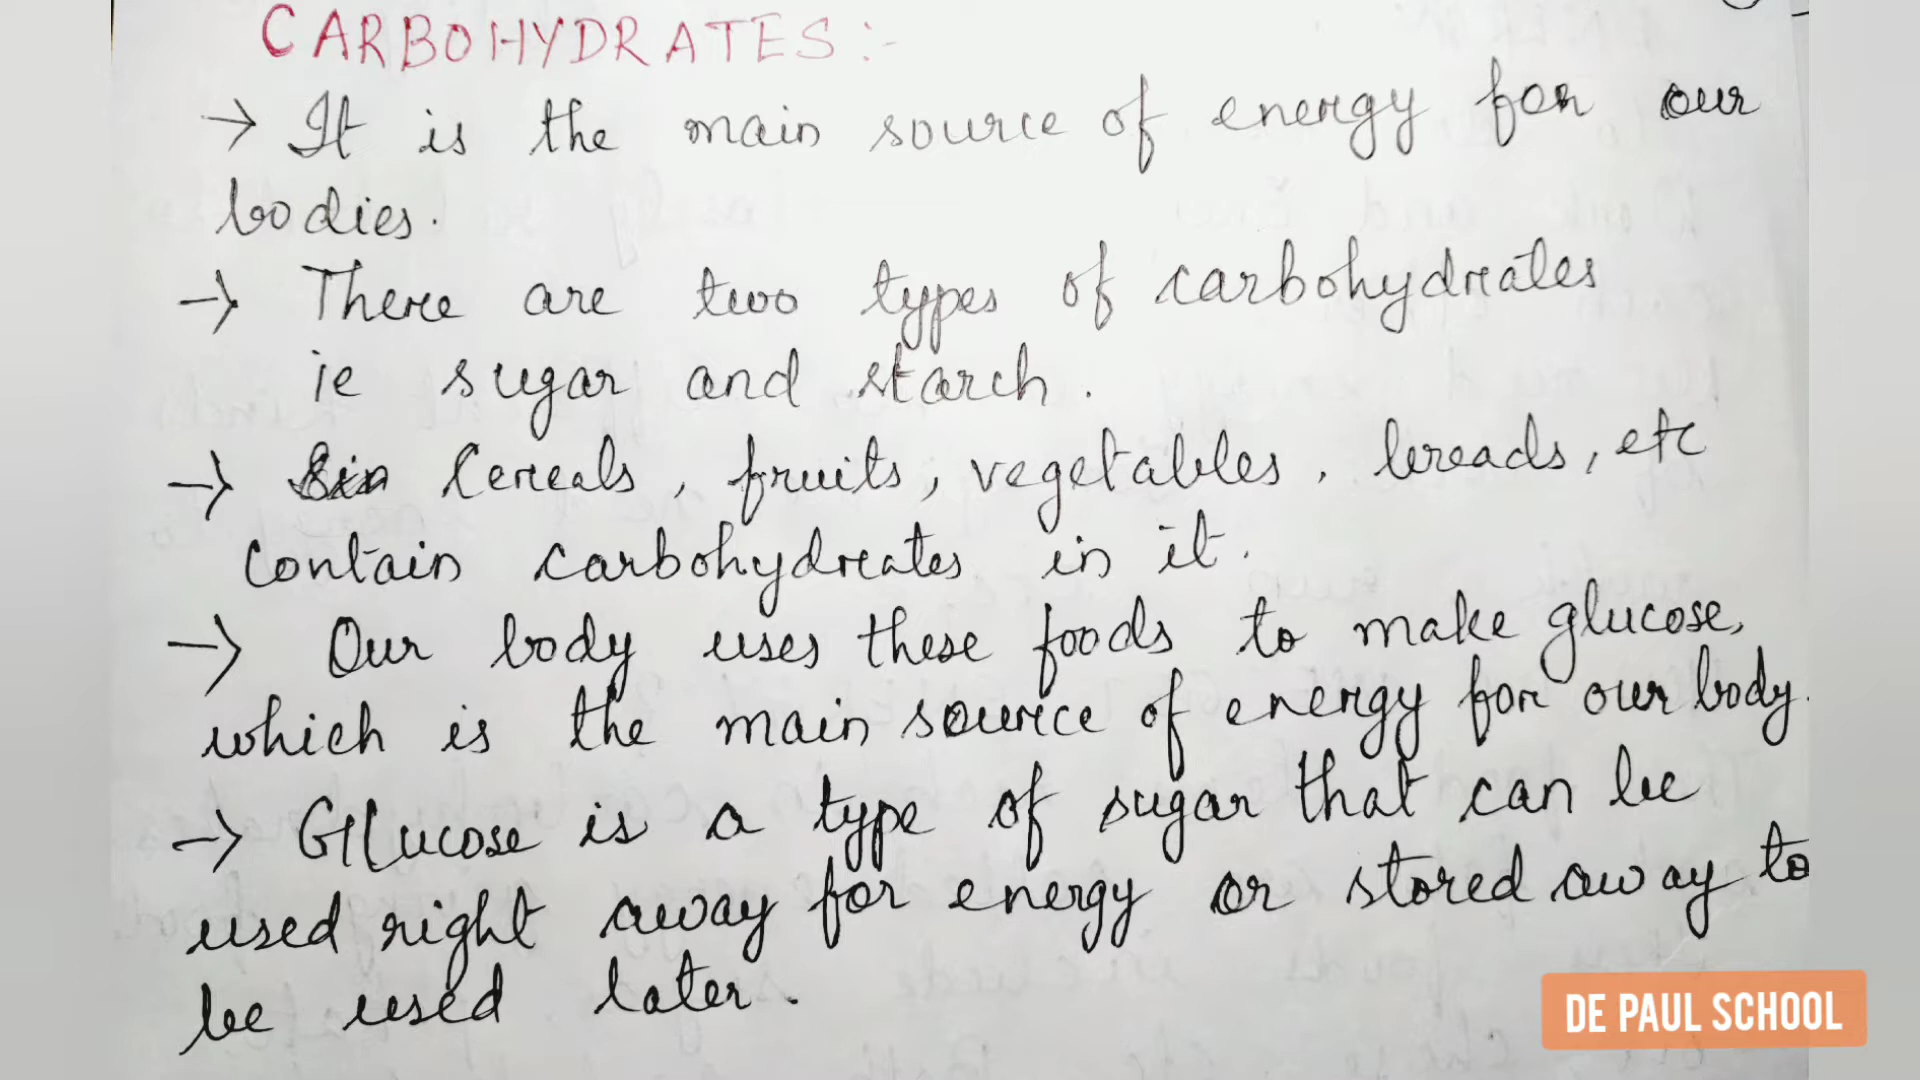 CARBOHYDRATES :-
→ It is the main source of energy for our
bodies.
→ There are two types of carbohydrates
ie sugar and starch.
→ Cereals, fruits, vegetables, breads, etc
contain carbohydrates in it.
→ Our body uses these foods to make glucose,
which is the main source of energy for our body.
→ Glucose is a type of sugar that can be
used right away for energy or stored away to
be used later.
DE PAUL SCHOOL